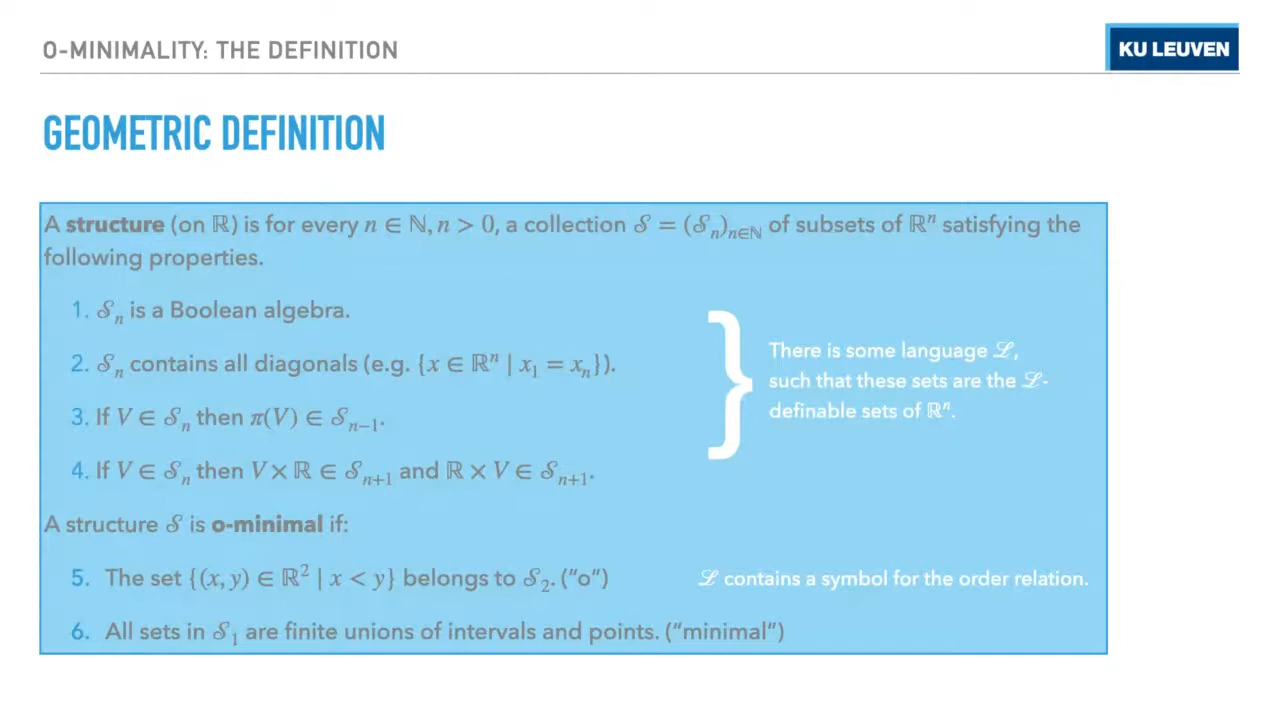 O-MINIMALITY: THE DEFINITION
KU LEUVEN
GEOMETRIC DEFINITION
A structure (on ℝ) is for every n ∈ ℕ, n > 0, a collection 𝒮 = (𝒮ₙ)ₙ∈ℕ of subsets of ℝⁿ satisfying the
following properties.
1. 𝒮ₙ is a Boolean algebra.
2. 𝒮ₙ contains all diagonals (e.g. {x ∈ ℝⁿ | x₁ = xₙ}).
3. If V ∈ 𝒮ₙ then π(V) ∈ 𝒮ₙ₋₁.
4. If V ∈ 𝒮ₙ then V × ℝ ∈ 𝒮ₙ₊₁ and ℝ × V ∈ 𝒮ₙ₊₁.
}
There is some language ℒ,
such that these sets are the ℒ-
definable sets of ℝⁿ.
A structure 𝒮 is o-minimal if:
5. The set {(x, y) ∈ ℝ² | x < y} belongs to 𝒮₂. (“o”)
ℒ contains a symbol for the order relation.
6. All sets in 𝒮₁ are finite unions of intervals and points. (“minimal”)